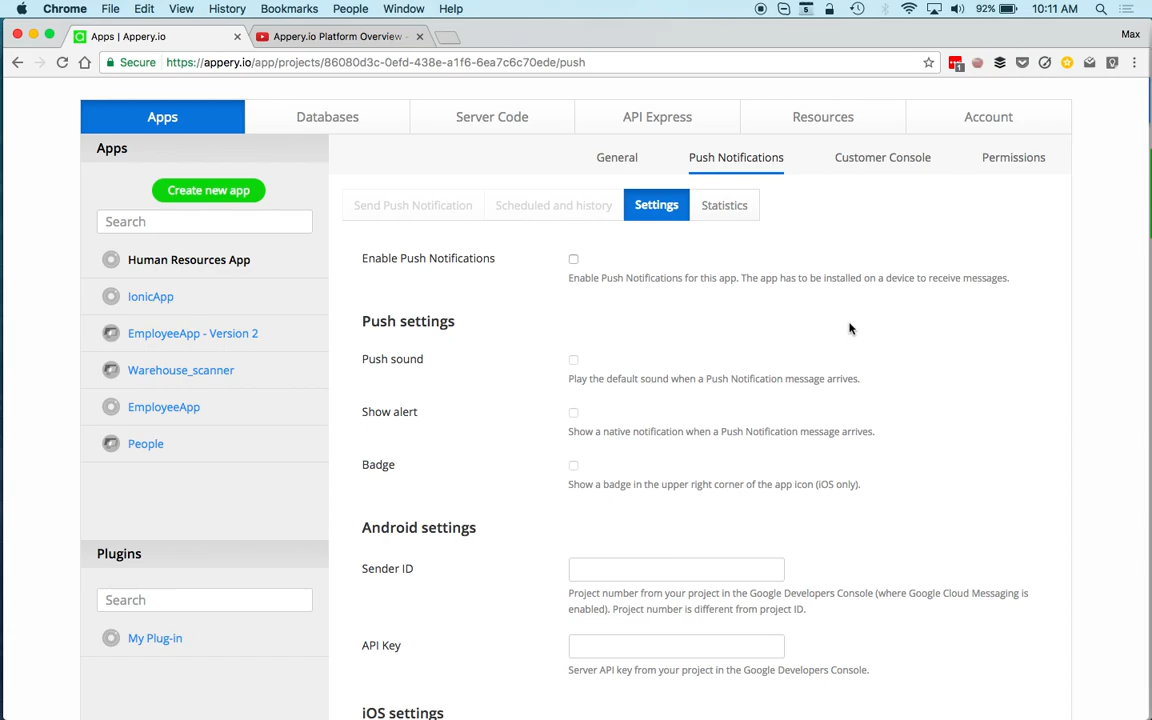 Chrome File Edit View History Bookmarks People Window Help 5 92% 10:11 AM
Apps | Appery.io × Appery.io Platform Overview - × Max
Secure https://appery.io/app/projects/86080d3c-0efd-438e-a1f6-6ea7c6c70ede/push 1
Apps Databases Server Code API Express Resources Account
Apps
General Push Notifications Customer Console Permissions
Create new app
Search
Human Resources App
IonicApp
EmployeeApp - Version 2
Warehouse_scanner
EmployeeApp
People
Plugins
Search
My Plug-in
Send Push Notification Scheduled and history Settings Statistics
Enable Push Notifications
Enable Push Notifications for this app. The app has to be installed on a device to receive messages.
Push settings
Push sound
Play the default sound when a Push Notification message arrives.
Show alert
Show a native notification when a Push Notification message arrives.
Badge
Show a badge in the upper right corner of the app icon (iOS only).
Android settings
Sender ID
Project number from your project in the Google Developers Console (where Google Cloud Messaging is
enabled). Project number is different from project ID.
API Key
Server API key from your project in the Google Developers Console.
iOS settings